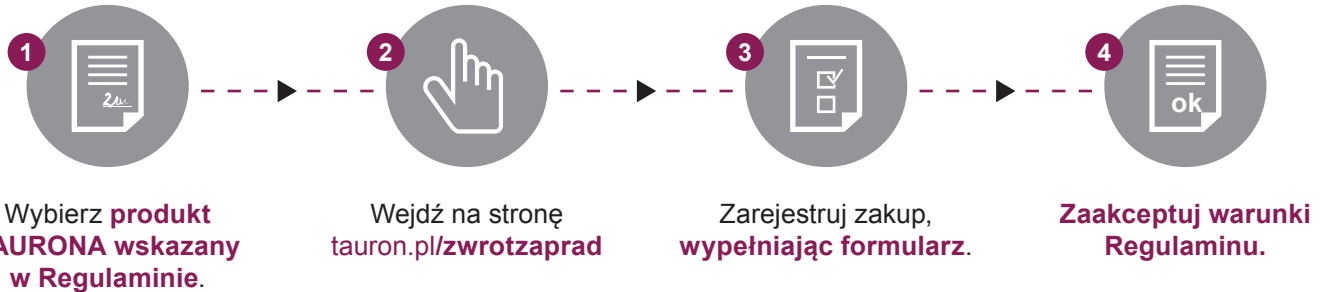 1
2
3
4
ok
Wybierz produkt
AURONA wskazany
w Regulaminie.
Wejdź na stronę
tauron.pl/zwrotzaprad
Zarejestruj zakup,
wypełniając formularz.
Zaakceptuj warunki
Regulaminu.